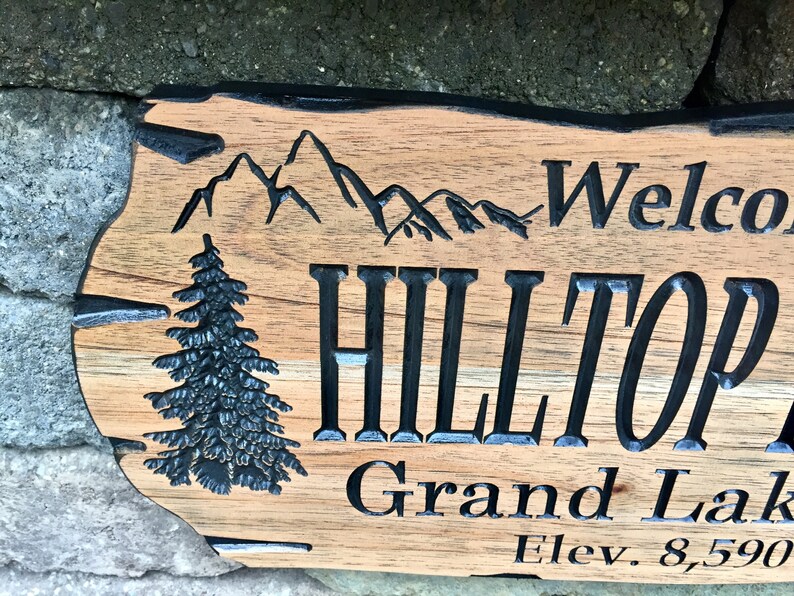 Welco
HILLTOP
Grand Lak
Elev. 8,590